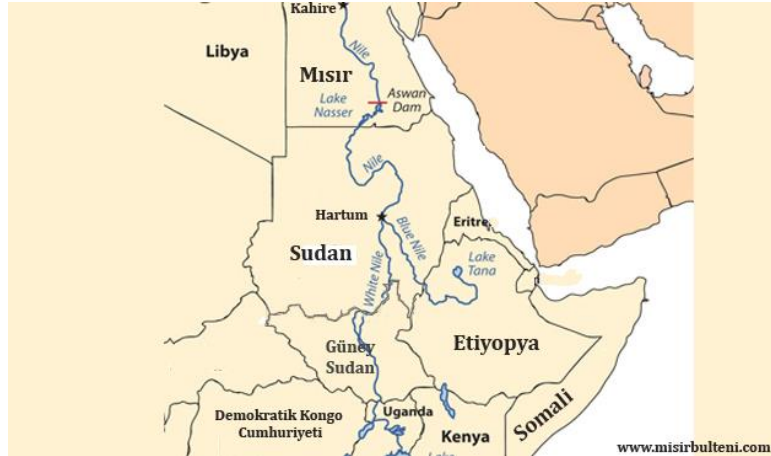 Kahire
Nile
Libya
Mısır
Lake
Nasser
Aswan
Dam
Nile
Hartum
Blue Nile
Eritre
Sudan
White Nile
Lake
Tana
Güney
Sudan
Etiyopya
Demokratik Kongo
Cumhuriyeti
Uganda
Kenya
Somali
Lake
www.misirbulteni.com